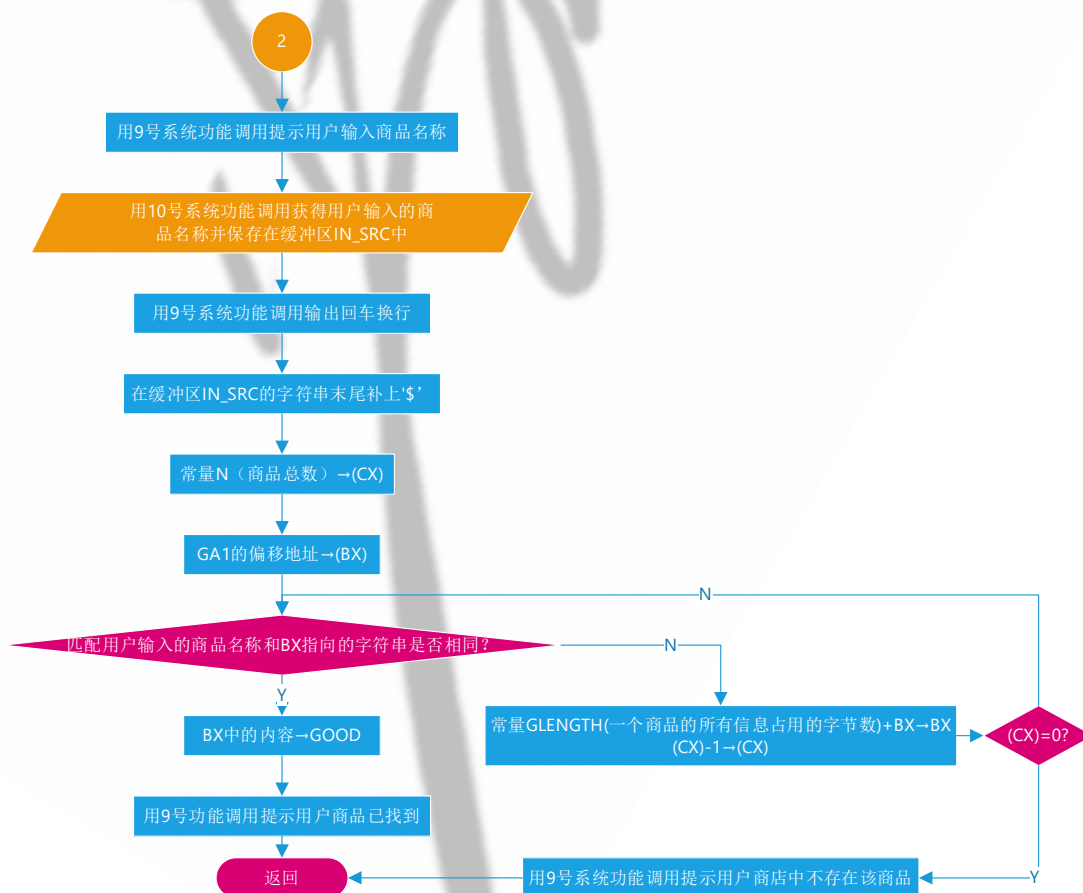 2
用9号系统功能调用提示用户输入商品名称
用10号系统功能调用获得用户输入的商
品名称并保存在缓冲区IN_SRC中
用9号系统功能调用输出回车换行
在缓冲区IN_SRC的字符串末尾补上'$’
常量N（商品总数）→(CX)
GA1的偏移地址→(BX)
N
匹配用户输入的商品名称和BX指向的字符串是否相同？
N
Y
BX中的内容→GOOD
常量GLENGTH(一个商品的所有信息占用的字节数)+BX→BX
(CX)-1→(CX)
(CX)=0?
用9号功能调用提示用户商品已找到
返回
用9号系统功能调用提示用户商店中不存在该商品
Y